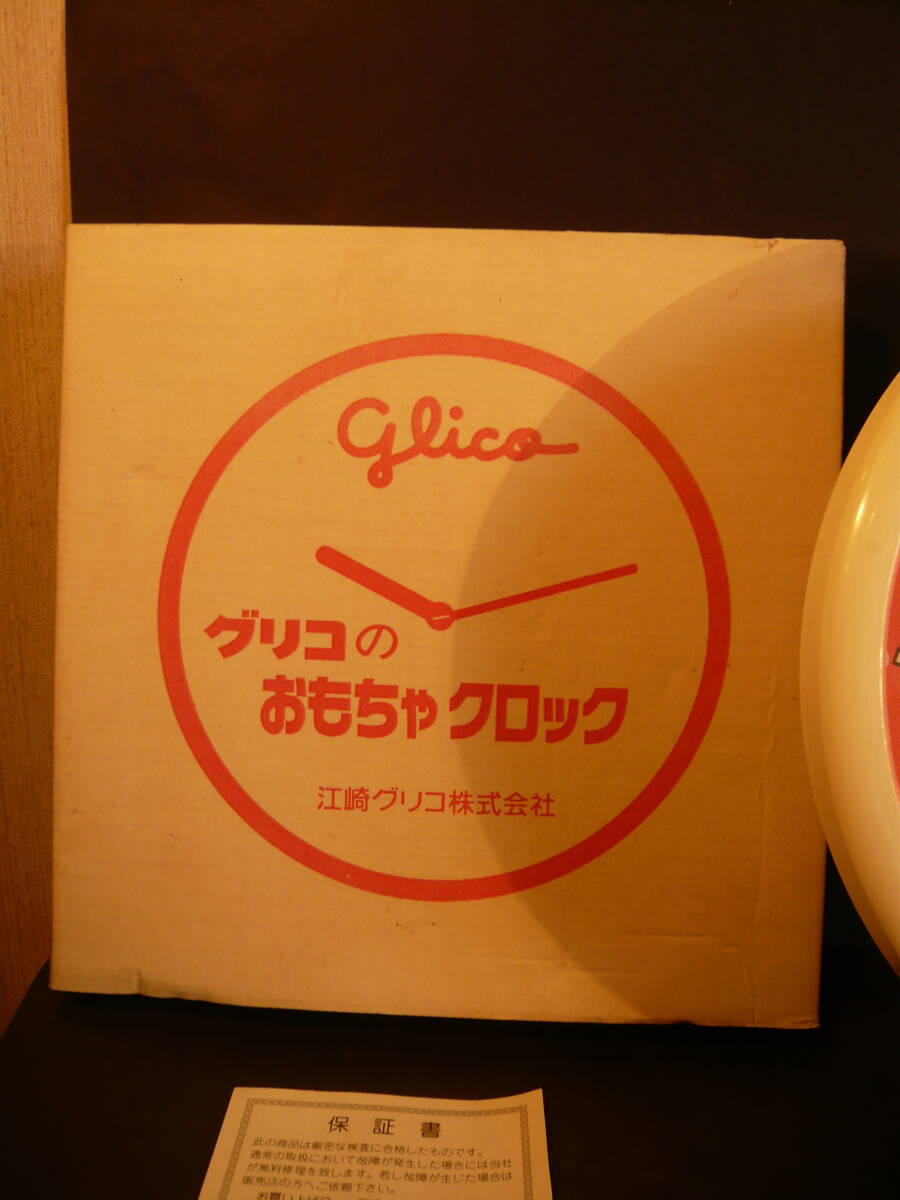 Glico
グリコの
おもちゃクロック
江崎グリコ株式会社
保証書
此の商品は厳密な検査に合格したものです。
通常の取扱において故障が発生した場合には当社
が無料修理を致します。若し故障が生じた場合は
販売店の方へご依頼下さい。